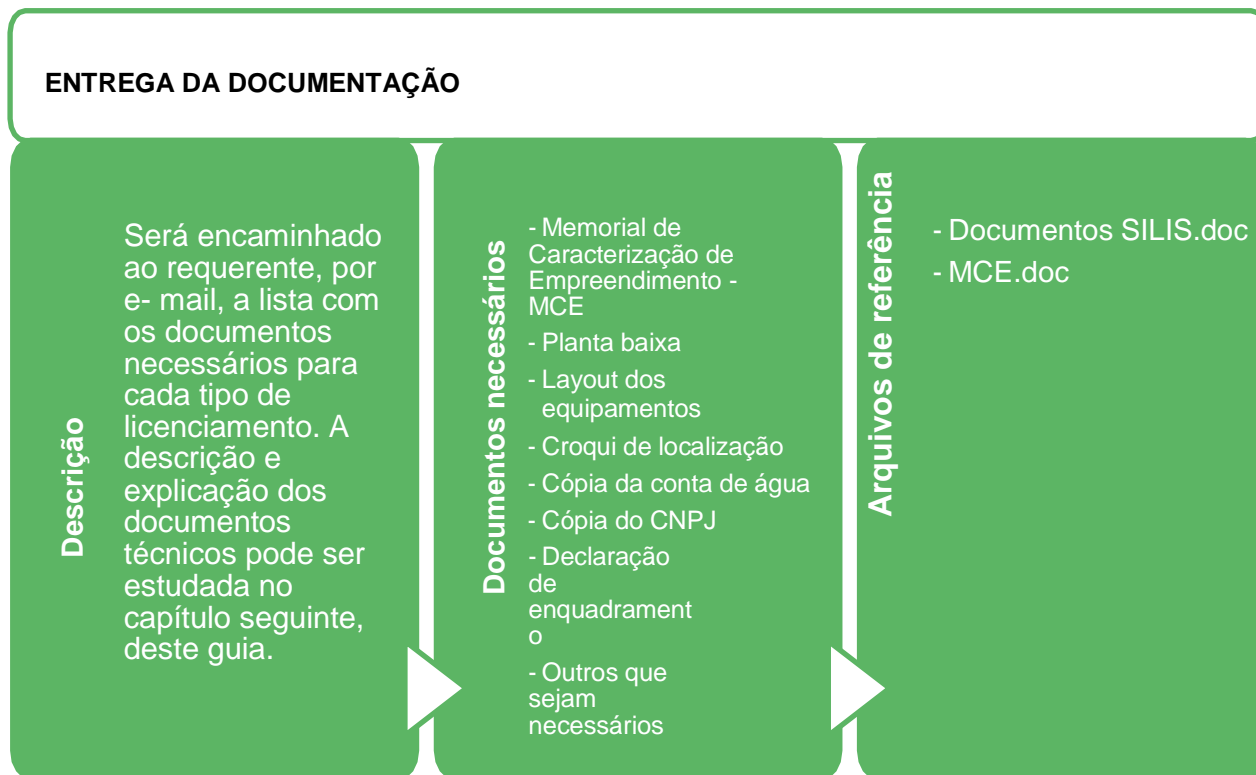 ENTREGA DA DOCUMENTAÇÃO
Descrição
Será encaminhado
ao requerente, por
e- mail, a lista com
os documentos
necessários para
cada tipo de
licenciamento. A
descrição e
explicação dos
documentos
técnicos pode ser
estudada no
capítulo seguinte,
deste guia.
Documentos necessários
- Memorial de
Caracterização de
Empreendimento -
MCE
- Planta baixa
- Layout dos
equipamentos
- Croqui de localização
- Cópia da conta de água
- Cópia do CNPJ
- Declaração
de
enquadrament
o
- Outros que
sejam
necessários
Arquivos de referência
- Documentos SILIS.doc
- MCE.doc